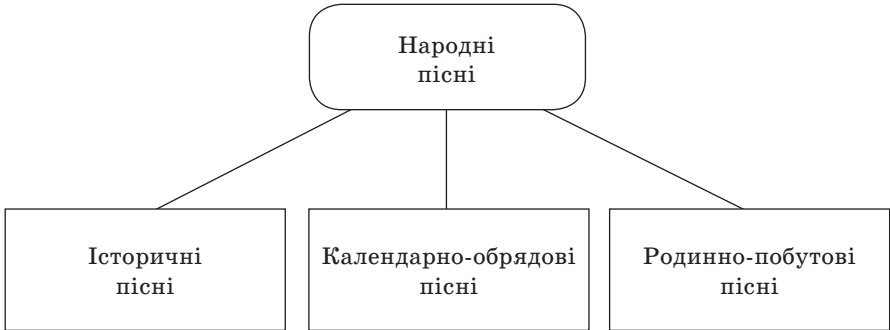 Народні
пісні
Історичні
пісні
Календарно-обрядові
пісні
Родинно-побутові
пісні